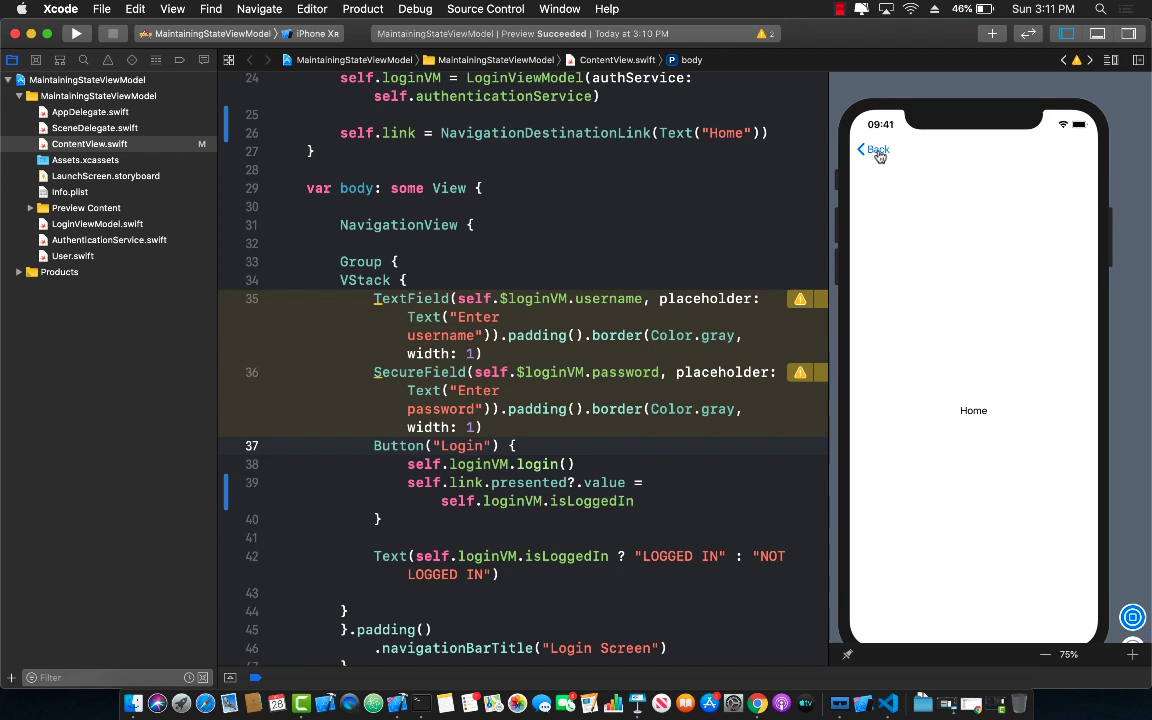 Xcode File Edit View Find Navigate Editor Product Debug Source Control Window Help 46% Sun 3:11 PM
MaintainingStateViewModel iPhone Xʀ MaintainingStateViewModel | Preview Succeeded | Today at 3:10 PM 2
MaintainingStateViewModel MaintainingStateViewModel ContentView.swift body
MaintainingStateViewModel
MaintainingStateViewModel
AppDelegate.swift
SceneDelegate.swift
ContentView.swift M
Assets.xcassets
LaunchScreen.storyboard
Info.plist
Preview Content
LoginViewModel.swift
AuthenticationService.swift
User.swift
Products
Filter
24 self.loginVM = LoginViewModel(authService:
self.authenticationService)
25
26 self.link = NavigationDestinationLink(Text("Home"))
27 }
28
29 var body: some View {
30
31 NavigationView {
32
33 Group {
34 VStack {
35 TextField(self.$loginVM.username, placeholder:
Text("Enter
username")).padding().border(Color.gray,
width: 1)
36 SecureField(self.$loginVM.password, placeholder:
Text("Enter
password")).padding().border(Color.gray,
width: 1)
37 Button("Login") {
38 self.loginVM.login()
39 self.link.presented?.value =
self.loginVM.isLoggedIn
40 }
41
42 Text(self.loginVM.isLoggedIn ? "LOGGED IN" : "NOT
LOGGED IN")
43
44 }
45 }.padding()
46 .navigationBarTitle("Login Screen")
09:41
Back
Home
75%